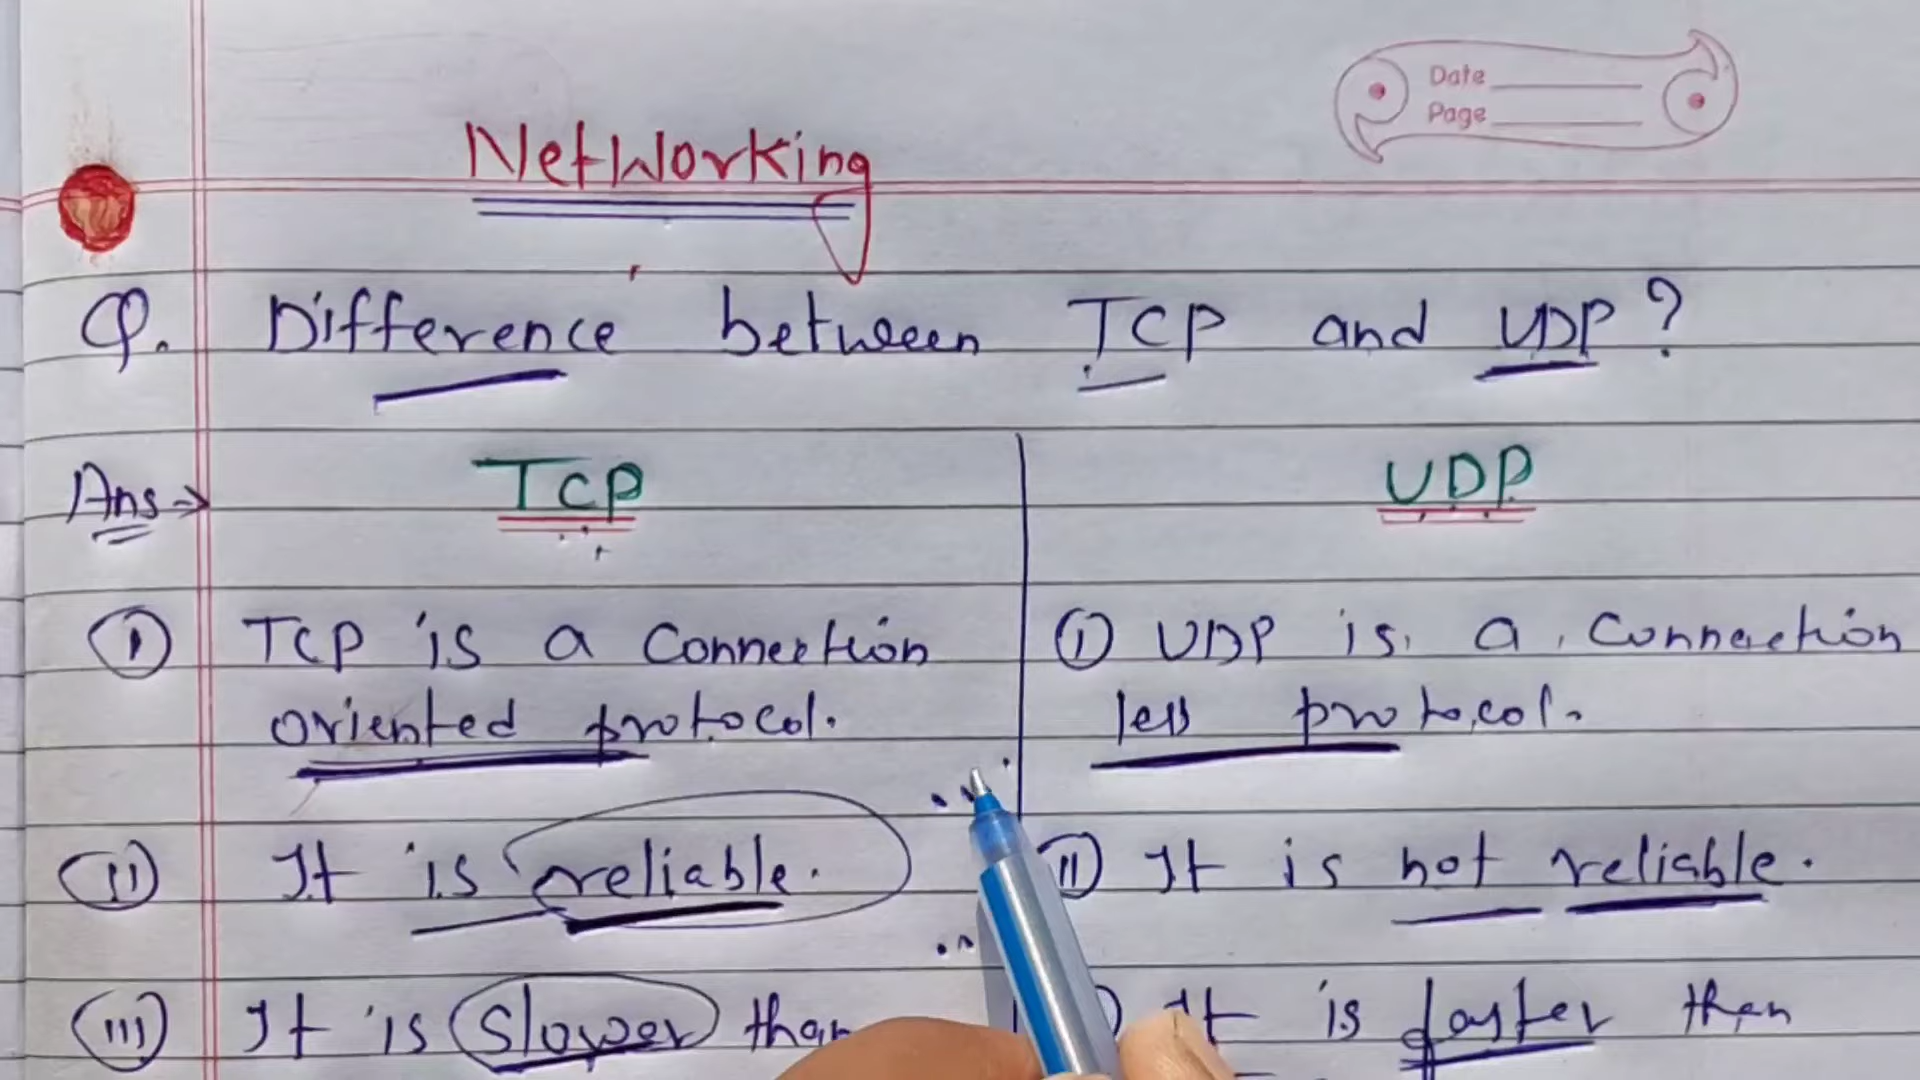 Date
Page
Networking
Q. Difference between TCP and UDP?
Ans→ TCP UDP
(i) TCP is a Connection
oriented protocol.
(i) UDP is a Connection
less protocol.
(ii) It is reliable.
(ii) It is not reliable.
(iii) It is slower than
It is faster than